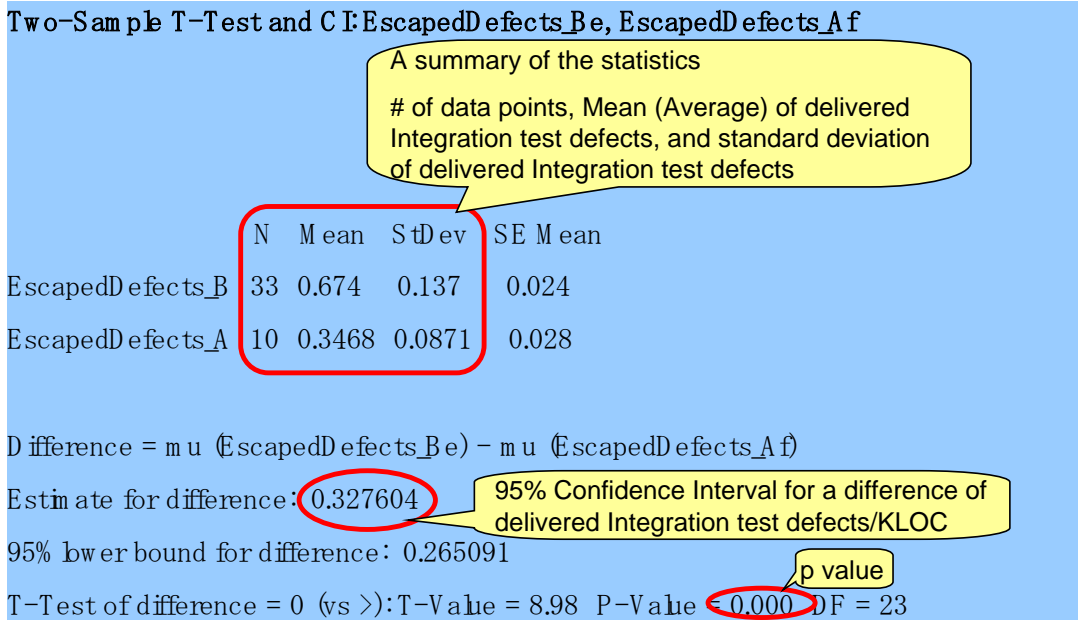 Two-Sample T-Test and CI: EscapedDefects_Be, EscapedDefects_Af
A summary of the statistics
# of data points, Mean (Average) of delivered
Integration test defects, and standard deviation
of delivered Integration test defects
N Mean StDev SE Mean
EscapedDefects_B 33 0.674 0.137 0.024
EscapedDefects_A 10 0.3468 0.0871 0.028
Difference = mu (EscapedDefects_Be) - mu (EscapedDefects_Af)
Estimate for difference: 0.327604
95% Confidence Interval for a difference of
delivered Integration test defects/KLOC
95% lower bound for difference: 0.265091
p value
T-Test of difference = 0 (vs >): T-Value = 8.98 P-Value = 0.000 DF = 23